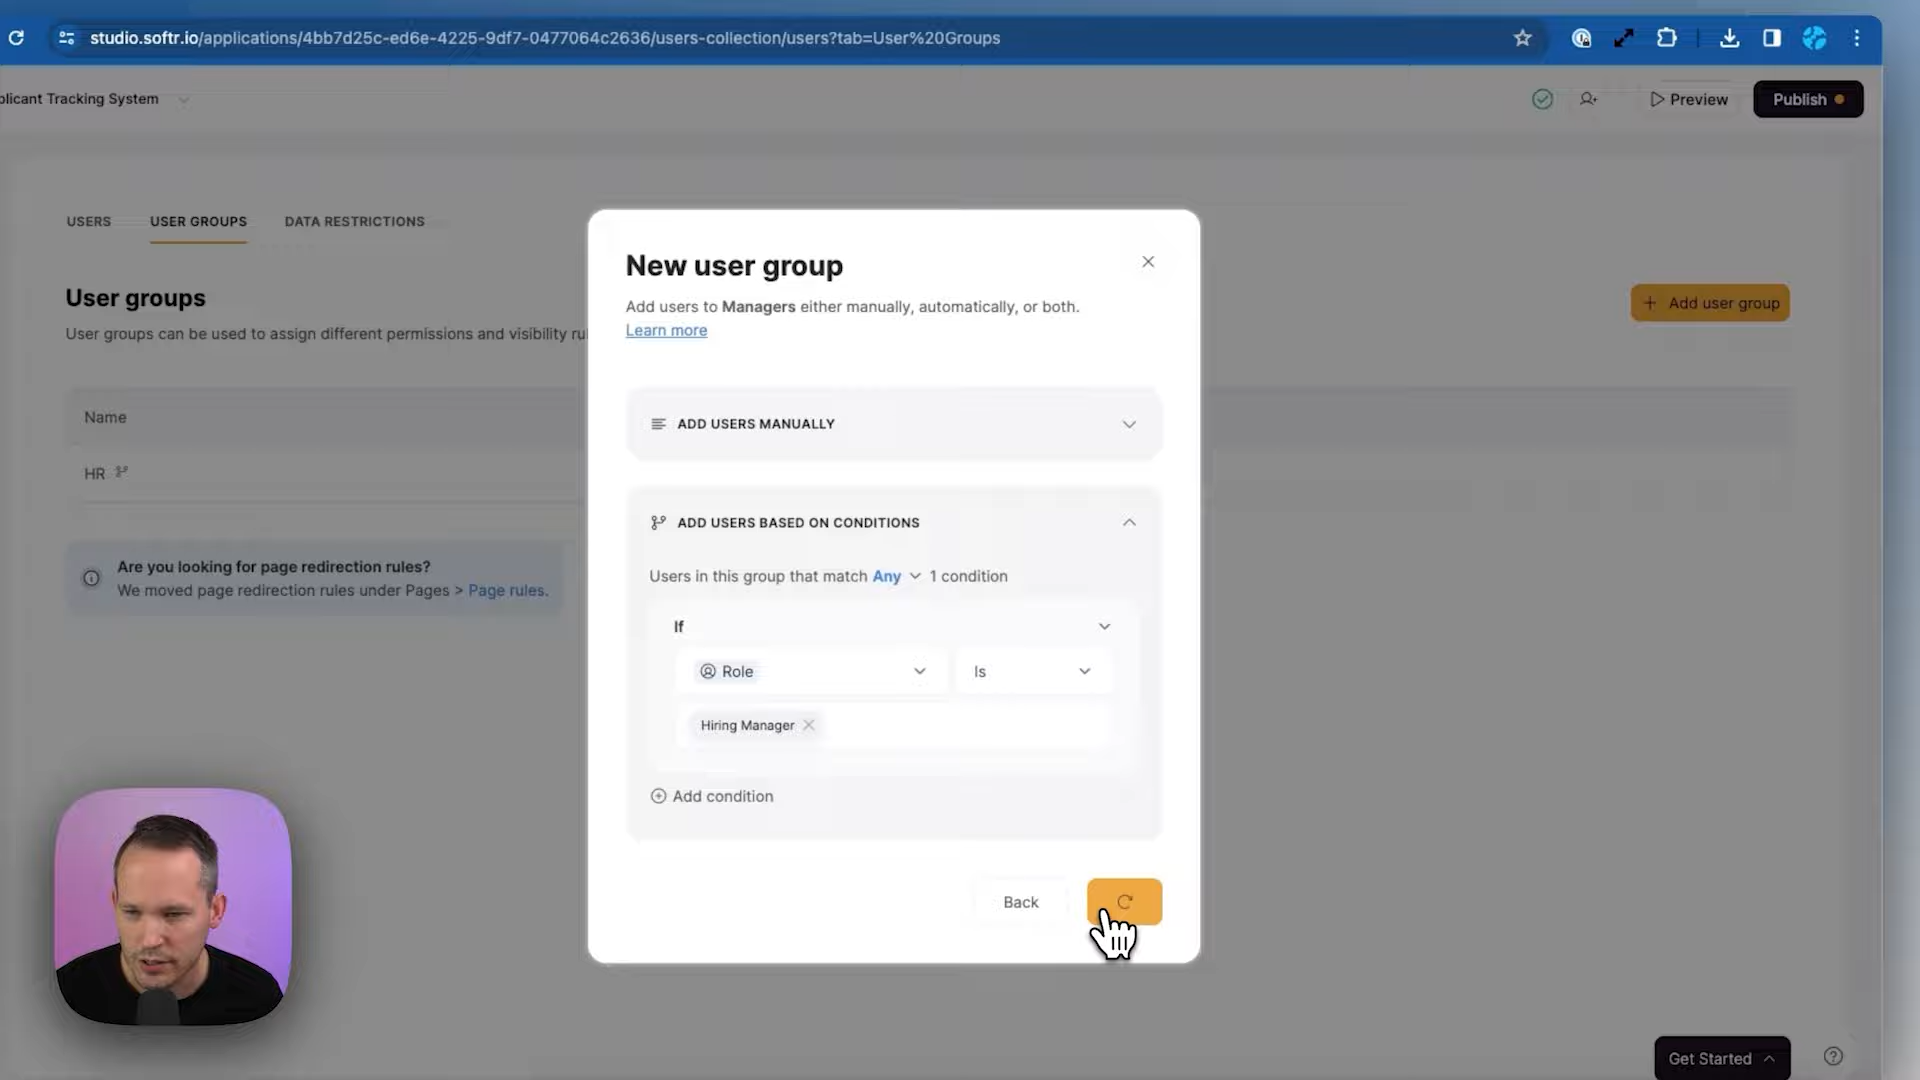 studio.softr.io/applications/4bb7d25c-ed6e-4225-9df7-0477064c2636/users-collection/users?tab=User%20Groups
plicant Tracking System
Preview
Publish
USERS
USER GROUPS
DATA RESTRICTIONS
User groups
User groups can be used to assign different permissions and visibility ru
+ Add user group
Name
HR
Are you looking for page redirection rules?
We moved page redirection rules under Pages > Page rules.
New user group
Add users to Managers either manually, automatically, or both.
Learn more
ADD USERS MANUALLY
ADD USERS BASED ON CONDITIONS
Users in this group that match Any 1 condition
If
Role
Is
Hiring Manager
Add condition
Back
Get Started